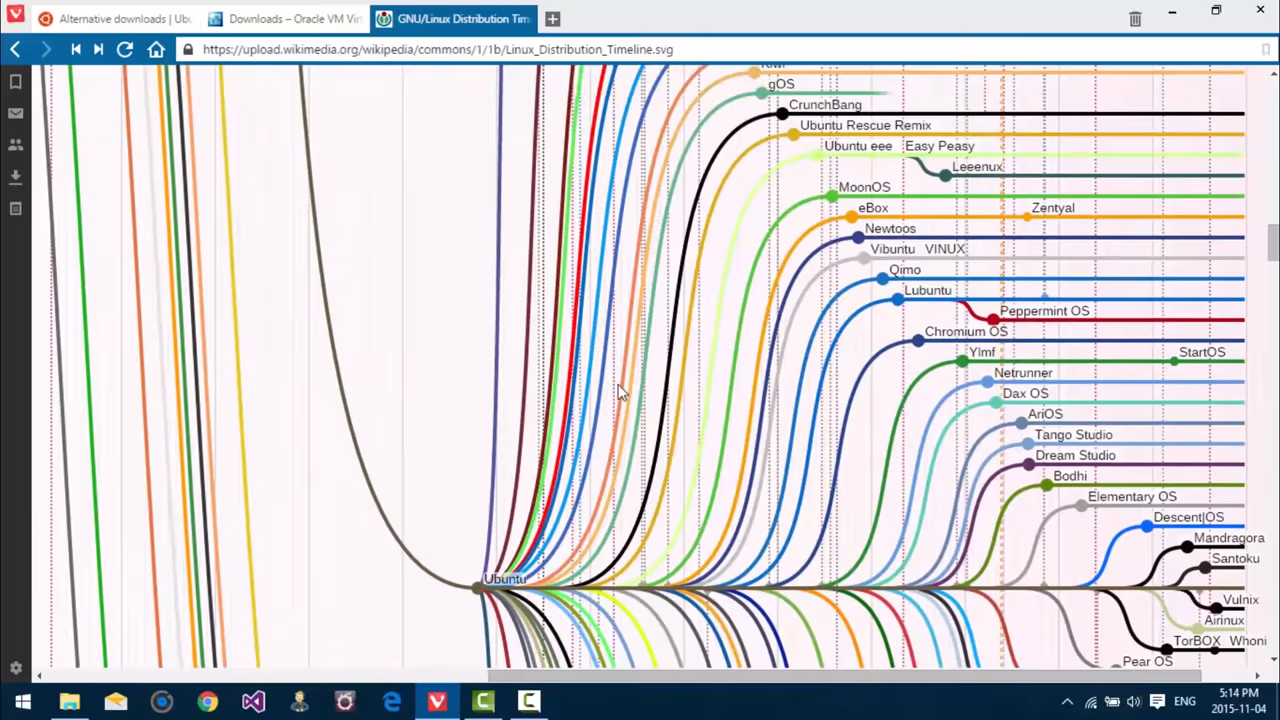 Alternative downloads | Ubu
Downloads – Oracle VM Vir
GNU/Linux Distribution Tim
https://upload.wikimedia.org/wikipedia/commons/1/1b/Linux_Distribution_Timeline.svg
gOS
CrunchBang
Ubuntu Rescue Remix
Ubuntu eee Easy Peasy
Leeenux
MoonOS
eBox Zentyal
Newtoos
Vibuntu VINUX
Qimo
Lubuntu
Peppermint OS
Chromium OS
Ylmf StartOS
Netrunner
Dax OS
AriOS
Tango Studio
Dream Studio
Bodhi
Elementary OS
Descent|OS
Mandragora
Santoku
Ubuntu
Vulnix
Airinux
TorBOX Whoni
Pear OS
ENG
5:14 PM
2015-11-04